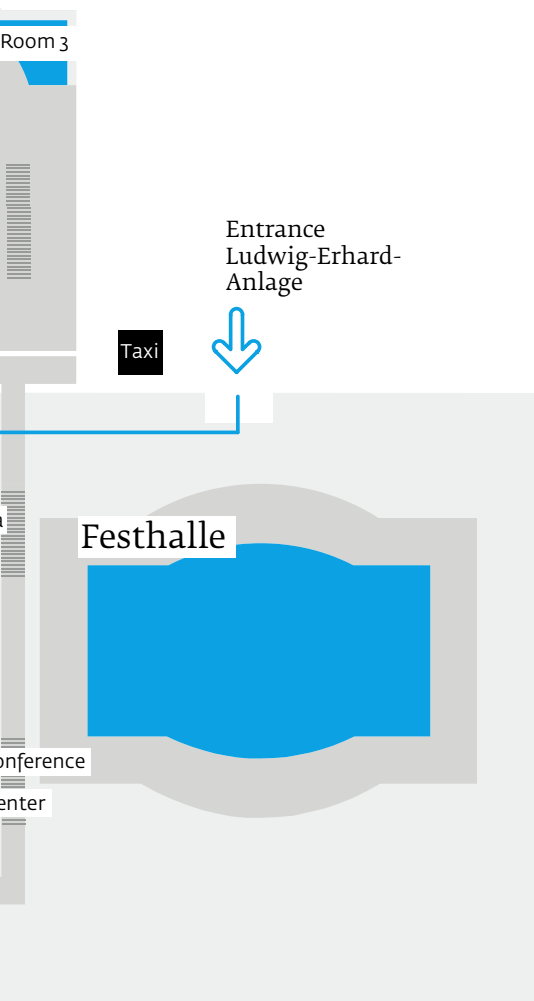 Room 3
Entrance
Ludwig-Erhard-
Anlage
Taxi
Festhalle
onference
enter